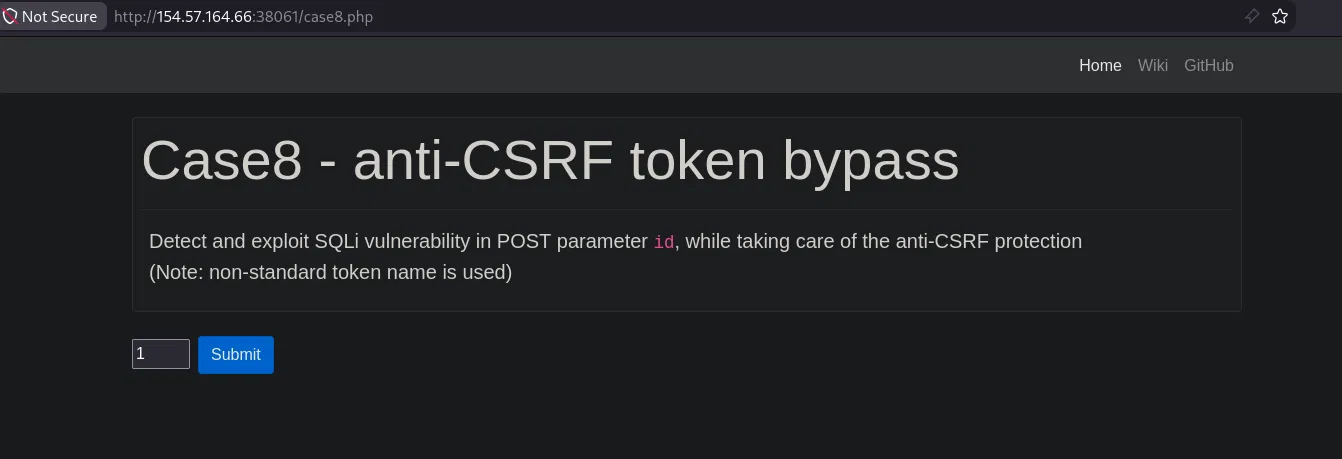 Not Secure http://154.57.164.66:38061/case8.php
Home Wiki GitHub
Case8 - anti-CSRF token bypass
Detect and exploit SQLi vulnerability in POST parameter id, while taking care of the anti-CSRF protection
(Note: non-standard token name is used)
1 Submit